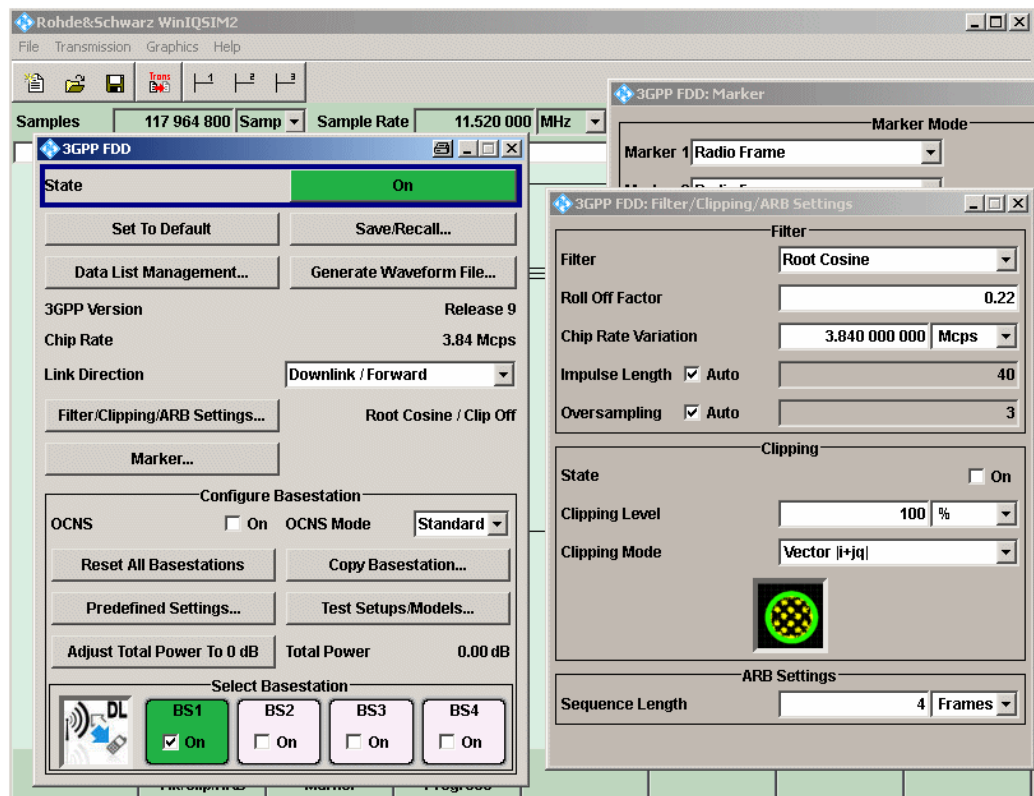 Rohde&Schwarz WinIQSIM2
File Transmission Graphics Help
Trans 1 2 3
Samples 117 964 800 Samp Sample Rate 11.520 000 MHz
3GPP FDD: Marker
Marker Mode
Marker 1 Radio Frame
3GPP FDD
State On
Set To Default Save/Recall...
Data List Management... Generate Waveform File...
3GPP Version Release 9
Chip Rate 3.84 Mcps
Link Direction Downlink / Forward
Filter/Clipping/ARB Settings... Root Cosine / Clip Off
Marker...
Configure Basestation
OCNS On OCNS Mode Standard
Reset All Basestations Copy Basestation...
Predefined Settings... Test Setups/Models...
Adjust Total Power To 0 dB Total Power 0.00 dB
Select Basestation
DL BS1 BS2 BS3 BS4
On On On On
3GPP FDD: Filter/Clipping/ARB Settings
Filter
Filter Root Cosine
Roll Off Factor 0.22
Chip Rate Variation 3.840 000 000 Mcps
Impulse Length Auto 40
Oversampling Auto 3
Clipping
State On
Clipping Level 100 %
Clipping Mode Vector |i+jq|
ARB Settings
Sequence Length 4 Frames